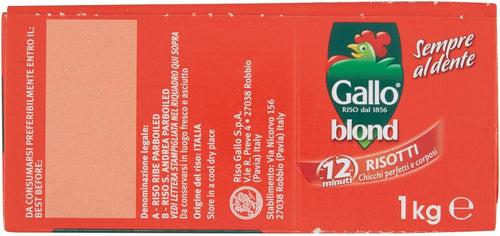 DA CONSUMARSI PREFERIBILMENTE ENTRO IL:
BEST BEFORE:
Denominazione legale:
A - RISO RIBE PARBOILED
B - RISO S. ANDREA PARBOILED
VEDI LETTERA STAMPIGLIATA NEL RIQUADRO QUI SOPRA
Da conservarsi in luogo fresco e asciutto
Origine del riso: ITALIA
Store in a cool dry place
Riso Gallo S.p.A.
V.le R. Preve 4 • 27038 Robbio
(Pavia) Italy
Stabilimento: Via Nicorvo 156
27038 Robbio (Pavia) Italy
Sempre
al dente
Gallo
RISO DAL 1856
blond
12
minuti
RISOTTI
Chicchi perfetti e corposi
1 kg e